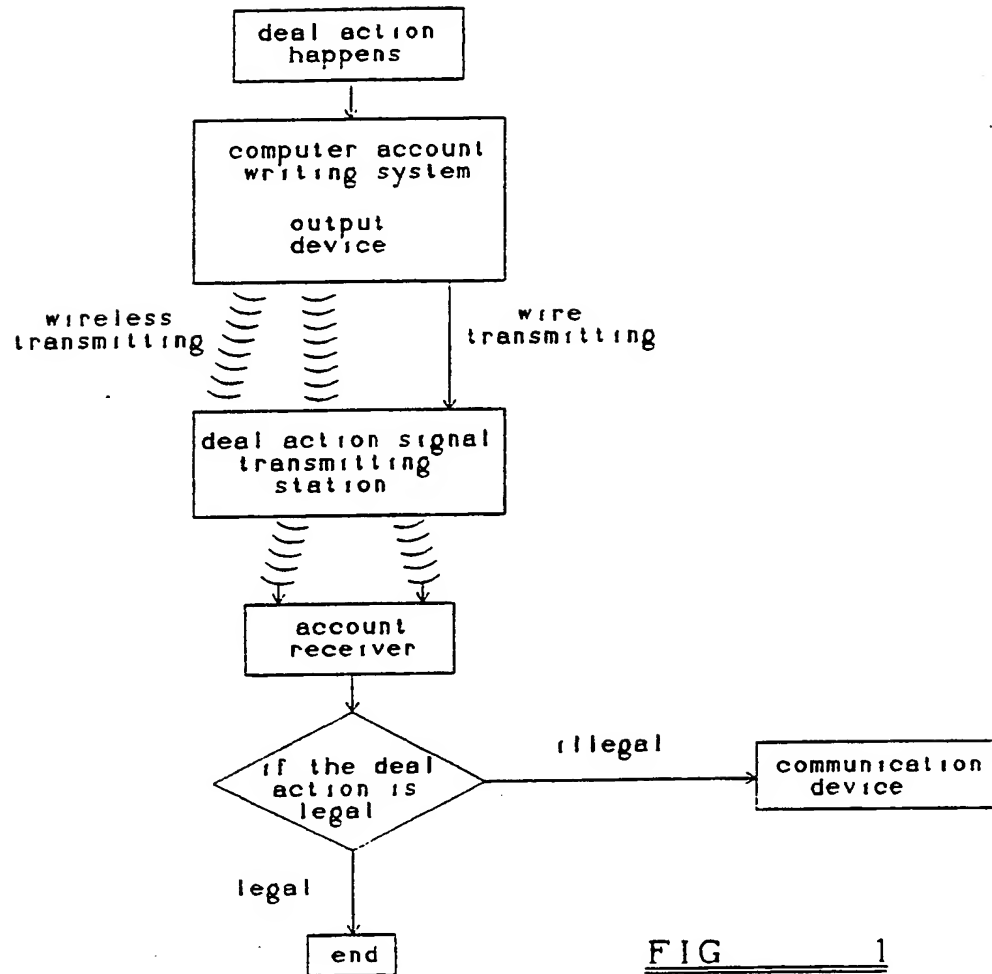 deal action
happens
computer account
writing system
output
device
wireless
transmitting
wire
transmitting
deal action signal
transmitting
station
account
receiver
if the deal
action is
legal
illegal
communication
device
legal
end
FIG 1